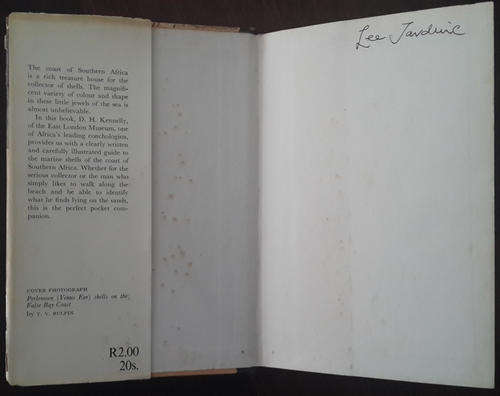 The coast of Southern Africa
is a rich treasure house for the
collector of shells. The magnifi-
cent variety of colour and shape
in these little jewels of the sea is
almost unbelievable.
In this book, D. H. Kennelly,
of the East London Museum, one
of Africa's leading conchologists,
provides us with a clearly written
and carefully illustrated guide to
the marine shells of the coast of
Southern Africa. Whether for the
serious collector or the man who
simply likes to walk along the
beach and be able to identify
what he finds lying on the sands,
this is the perfect pocket com-
panion.
COVER PHOTOGRAPH
Perlemoen (Venus Ear) shells on the
False Bay Coast
by T. V. BULPIN
R2.00
20s.
Lee